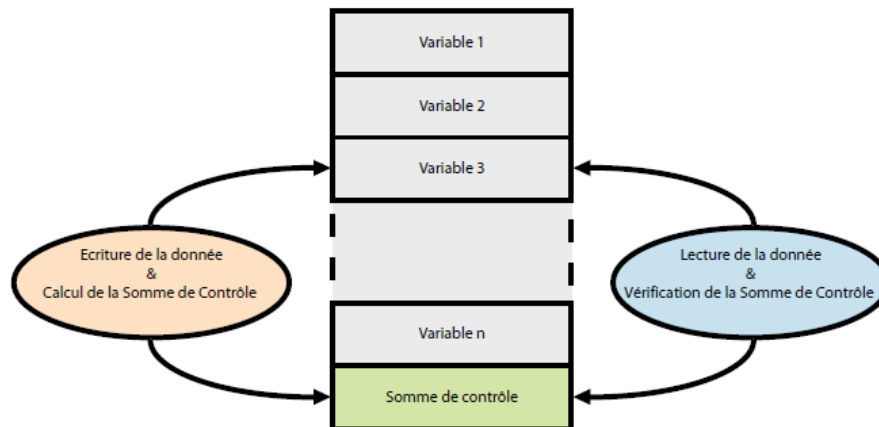 Variable 1
Variable 2
Variable 3
Ecriture de la donnée
&
Calcul de la Somme de Contrôle
Lecture de la donnée
&
Vérification de la Somme de Contrôle
Variable n
Somme de contrôle